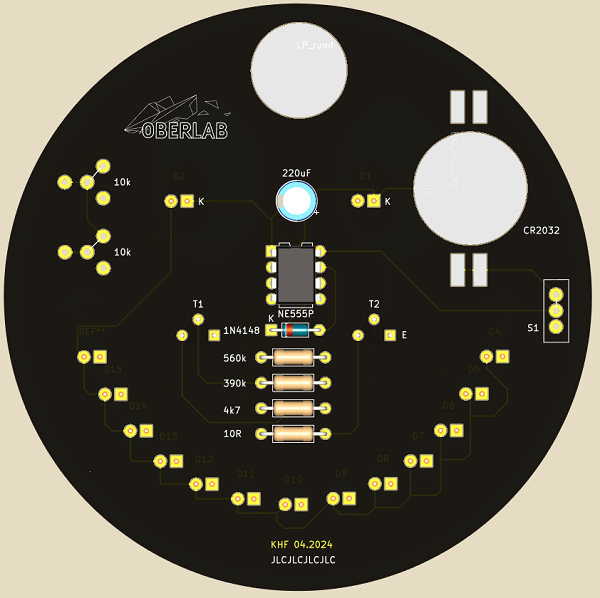 LP_rund
OBERLAB
D2
220uF
D1
10k
K
K
+
CR2032
10k
NE555P
T1
K
T2
S1
REF**
1N4148
E
D4
560k
D15
D5
390k
D14
D6
4k7
D13
10R
D7
D12
D8
D11
D10
D9
KHF 04.2024
JLCJLCJLCJLC